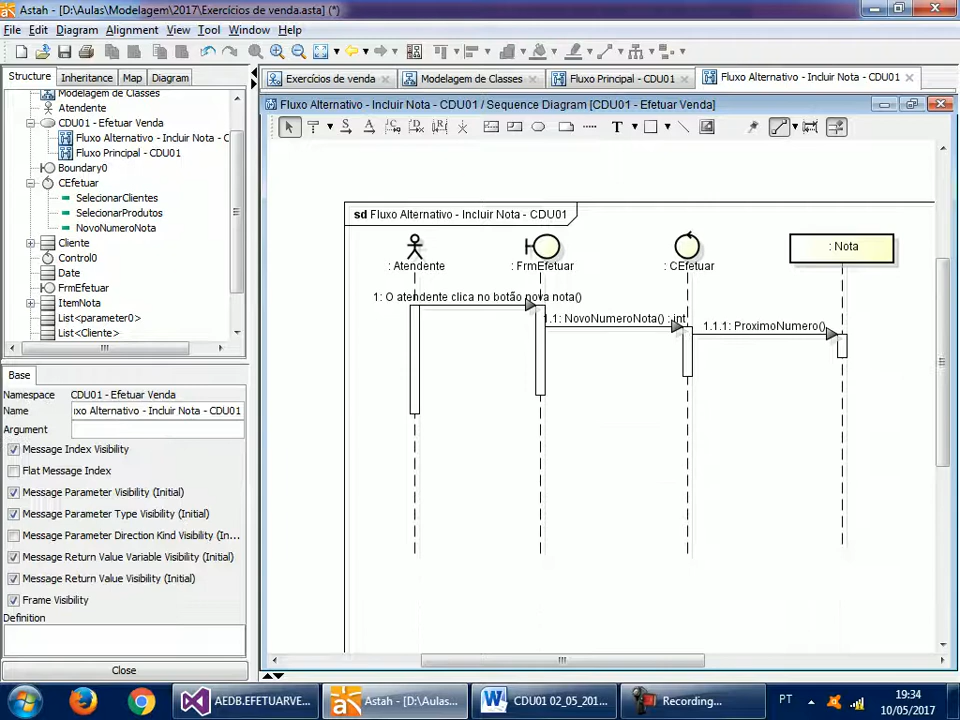 Astah - [D:\Aulas\Modelagem\2017\Exercícios de venda.asta] (*)
File Edit Diagram Alignment View Tool Window Help
Structure Inheritance Map Diagram
Modelagem de Classes
Atendente
CDU01 - Efetuar Venda
Fluxo Alternativo - Incluir Nota - C
Fluxo Principal - CDU01
Boundary0
CEfetuar
SelecionarClientes
SelecionarProdutos
NovoNumeroNota
Cliente
Control0
Date
FrmEfetuar
ItemNota
List<parameter0>
List<Cliente>
Base
Namespace CDU01 - Efetuar Venda
Name ixo Alternativo - Incluir Nota - CDU01
Argument
Message Index Visibility
Flat Message Index
Message Parameter Visibility (Initial)
Message Parameter Type Visibility (Initial)
Message Parameter Direction Kind Visibility (In...
Message Return Value Variable Visibility (Initial)
Message Return Value Visibility (Initial)
Frame Visibility
Definition
Close
Exercícios de venda Modelagem de Classes Fluxo Principal - CDU01 Fluxo Alternativo - Incluir Nota - CDU01
Fluxo Alternativo - Incluir Nota - CDU01 / Sequence Diagram [CDU01 - Efetuar Venda]
sd Fluxo Alternativo - Incluir Nota - CDU01
: Atendente : FrmEfetuar : CEfetuar : Nota
1: O atendente clica no botão nova nota()
1.1: NovoNumeroNota() : int
1.1.1: ProximoNumero()
AEDB.EFETUARVE... Astah - [D:\Aulas... CDU01 02_05_201... Recording... PT 19:34
10/05/2017